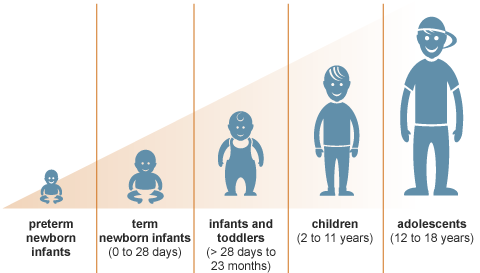 preterm
newborn
infants
term
newborn infants
(0 to 28 days)
infants and
toddlers
(> 28 days to
23 months)
children
(2 to 11 years)
adolescents
(12 to 18 years)